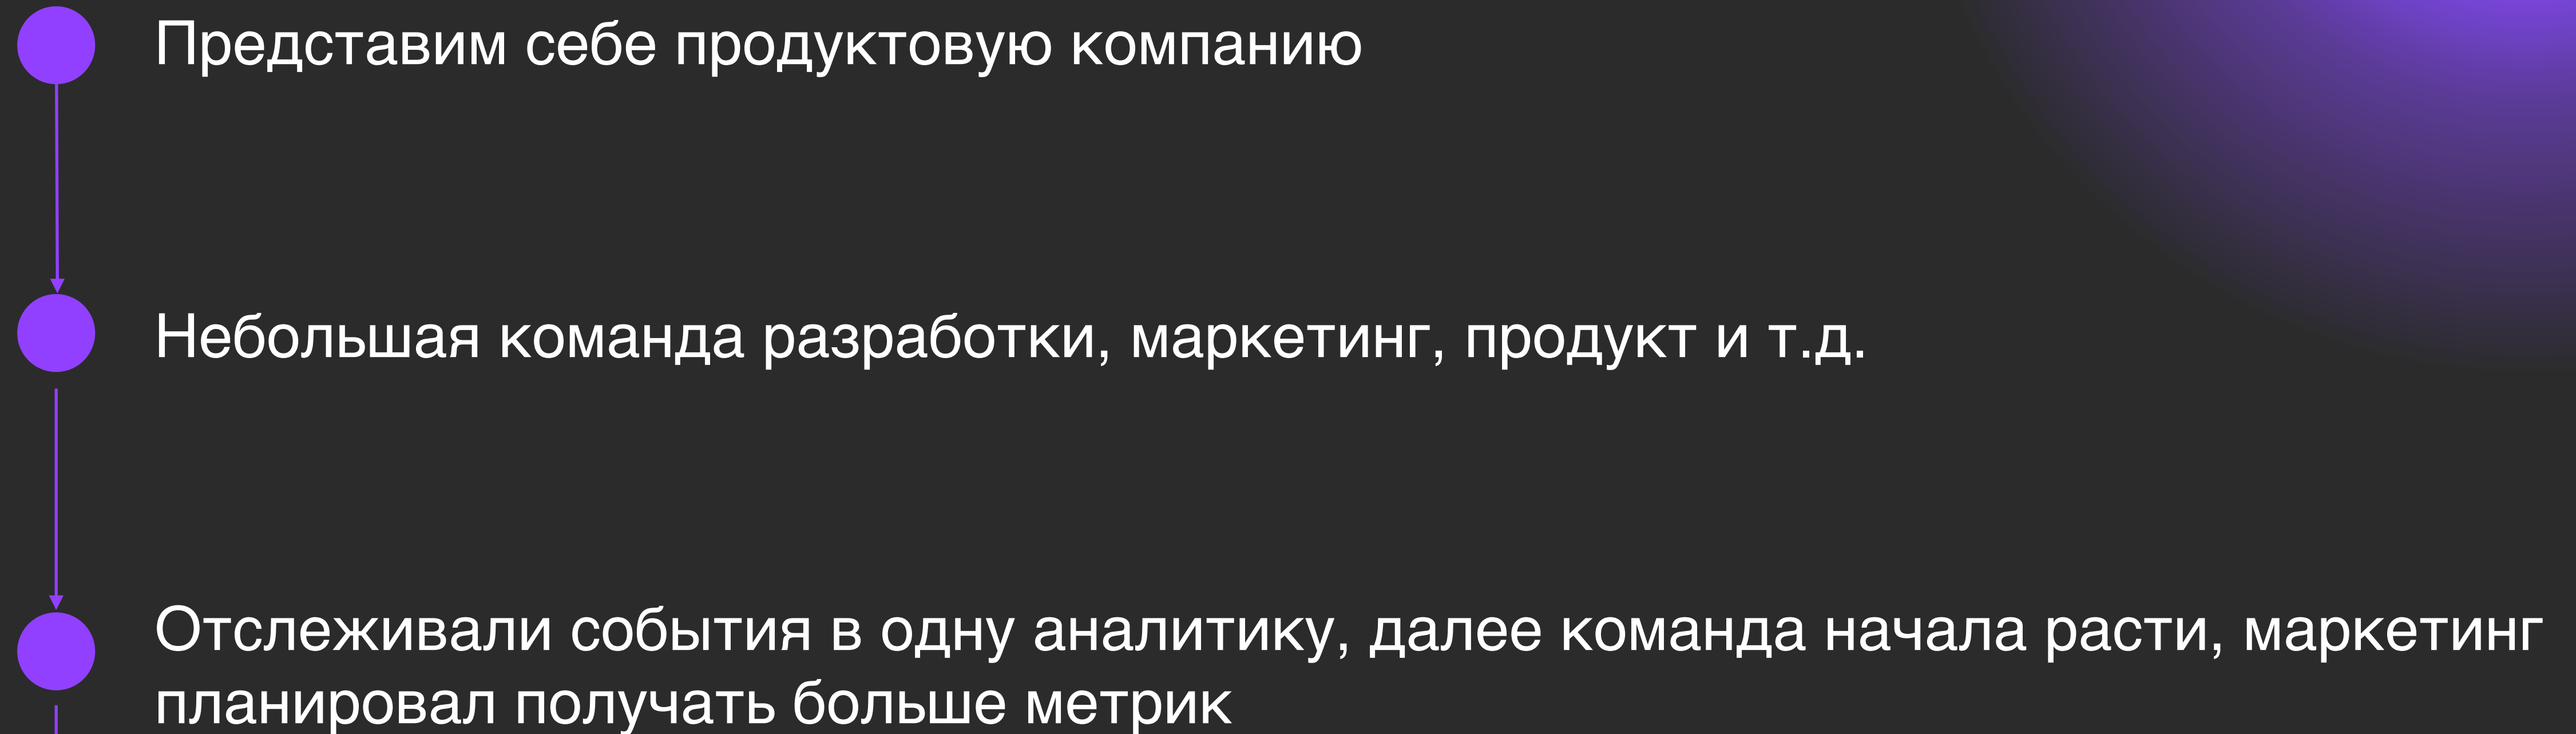 Представим себе продуктовую компанию
Небольшая команда разработки, маркетинг, продукт и т.д.
Отслеживали события в одну аналитику, далее команда начала расти, маркетинг
планировал получать больше метрик